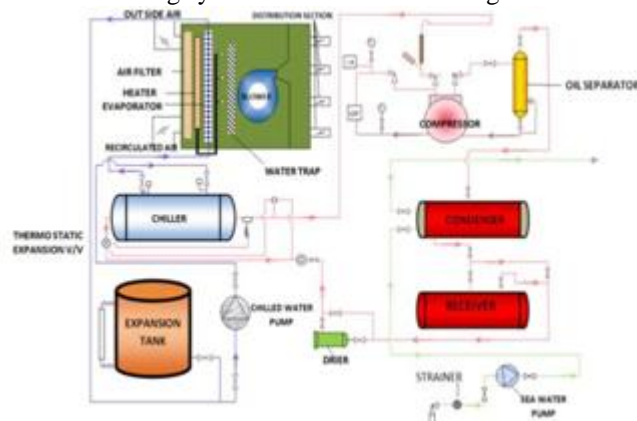 OUT SIDE AIR
DISTRIBUTION SECTION
AIR FILTER
HEATER
EVAPORATOR
BLOWER
RECIRCULATED AIR
WATER TRAP
COMPRESSOR
OIL SEPARATOR
CHILLER
CONDENSER
THERMO STATIC
EXPANSION V/V
RECEIVER
EXPANSION
TANK
CHILLED WATER
PUMP
DRIER
STRAINER
SEA WATER
PUMP